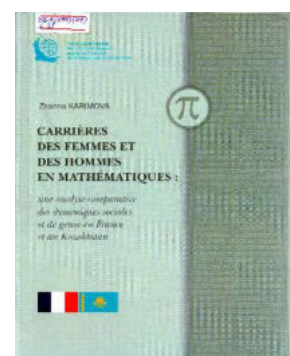 Zhanna KARIMOVA
π
CARRIÈRES
DES FEMMES ET
DES HOMMES
EN MATHÉMATIQUES :
une analyse comparative
des dynamiques sociales
et de genre en France
et au Kazakhstan